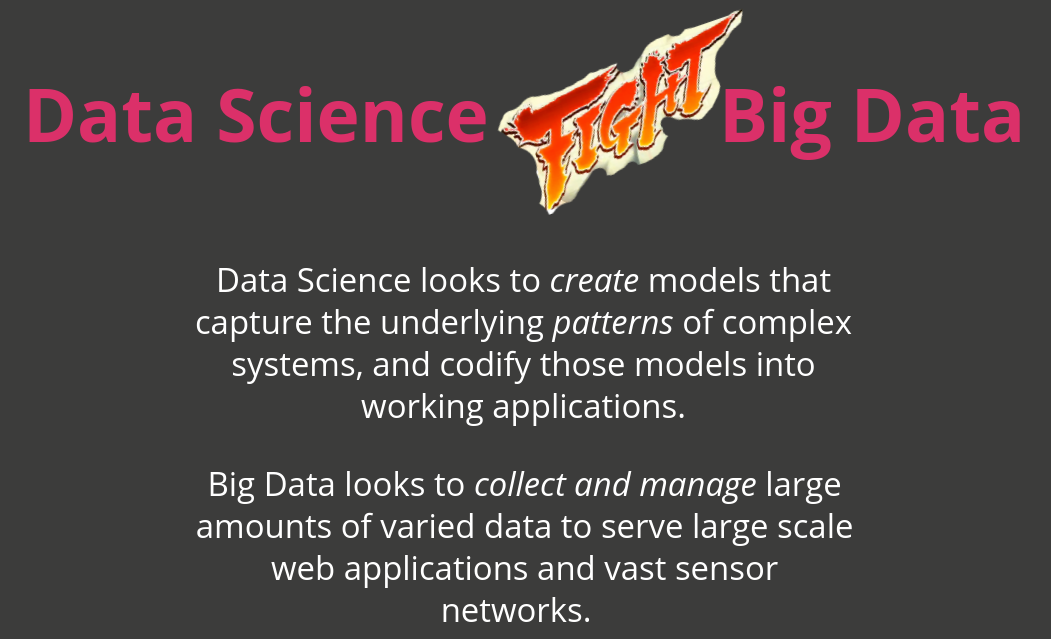 Data Science FIGHT Big Data
Data Science looks to create models that
capture the underlying patterns of complex
systems, and codify those models into
working applications.
Big Data looks to collect and manage large
amounts of varied data to serve large scale
web applications and vast sensor
networks.